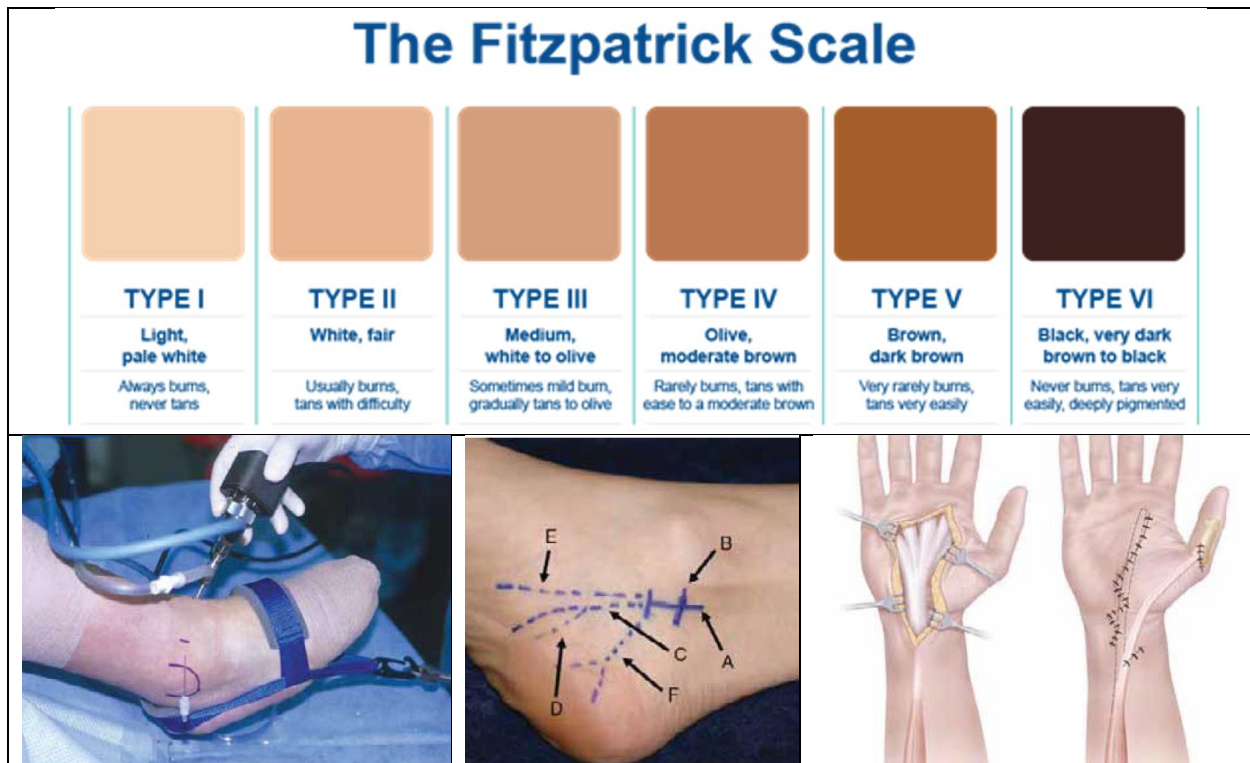 The Fitzpatrick Scale
TYPE I
Light,
pale white
Always burns,
never tans
TYPE II
White, fair
Usually burns,
tans with difficulty
TYPE III
Medium,
white to olive
Sometimes mild burn,
gradually tans to olive
TYPE IV
Olive,
moderate brown
Rarely burns, tans with
ease to a moderate brown
TYPE V
Brown,
dark brown
Very rarely burns,
tans very easily
TYPE VI
Black, very dark
brown to black
Never burns, tans very
easily, deeply pigmented
E
B
D
C
F
A